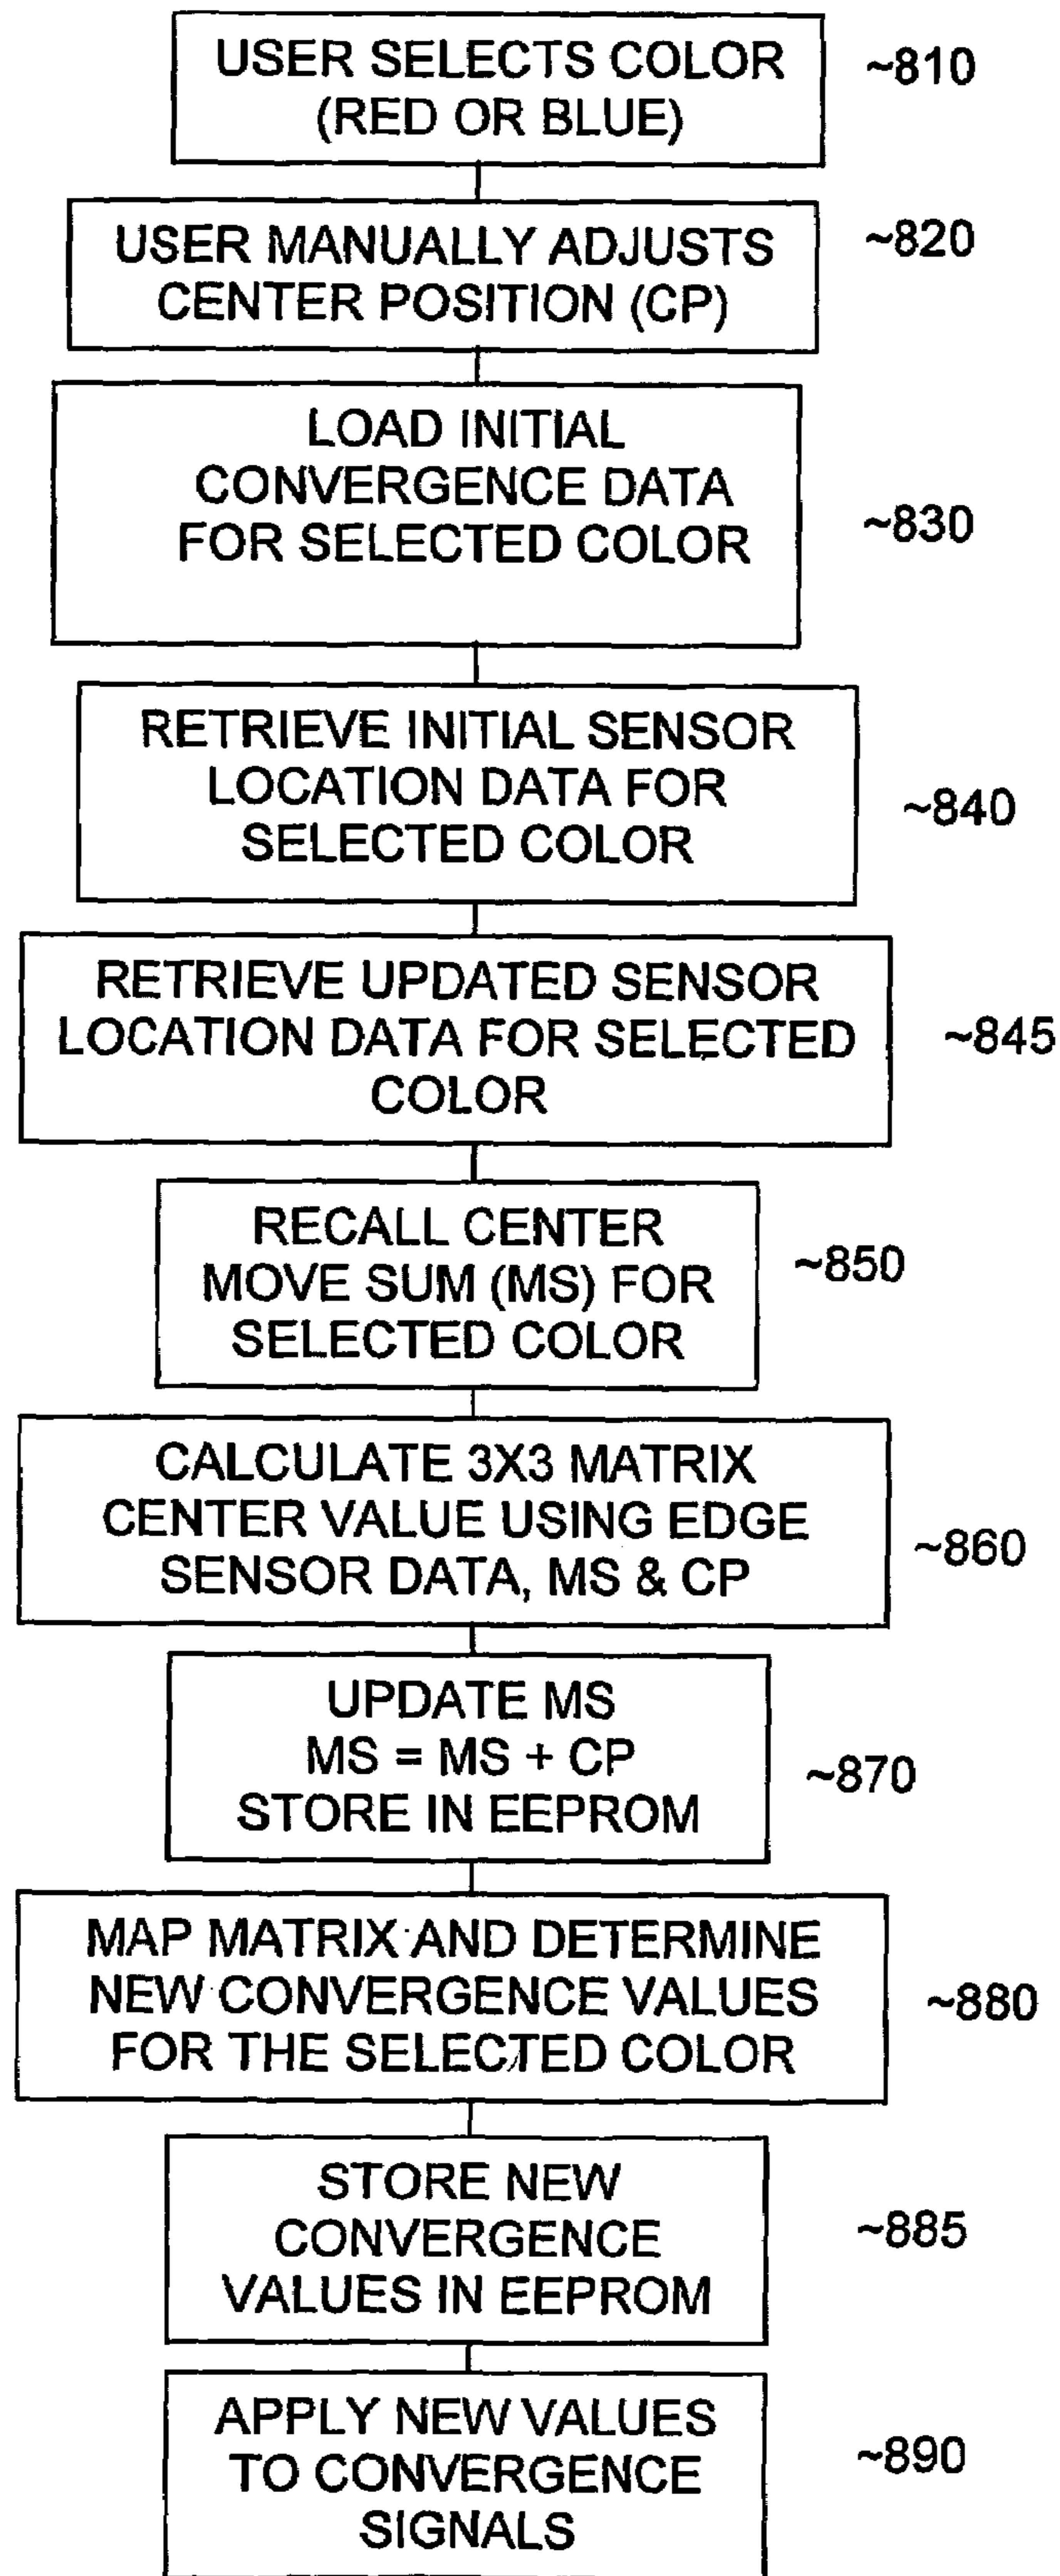 USER SELECTS COLOR
(RED OR BLUE)
~810
USER MANUALLY ADJUSTS
CENTER POSITION (CP)
~820
LOAD INITIAL
CONVERGENCE DATA
FOR SELECTED COLOR
~830
RETRIEVE INITIAL SENSOR
LOCATION DATA FOR
SELECTED COLOR
~840
RETRIEVE UPDATED SENSOR
LOCATION DATA FOR SELECTED
COLOR
~845
RECALL CENTER
MOVE SUM (MS) FOR
SELECTED COLOR
~850
CALCULATE 3X3 MATRIX
CENTER VALUE USING EDGE
SENSOR DATA, MS & CP
~860
UPDATE MS
MS = MS + CP
STORE IN EEPROM
~870
MAP MATRIX AND DETERMINE
NEW CONVERGENCE VALUES
FOR THE SELECTED COLOR
~880
STORE NEW
CONVERGENCE
VALUES IN EEPROM
~885
APPLY NEW VALUES
TO CONVERGENCE
SIGNALS
~890